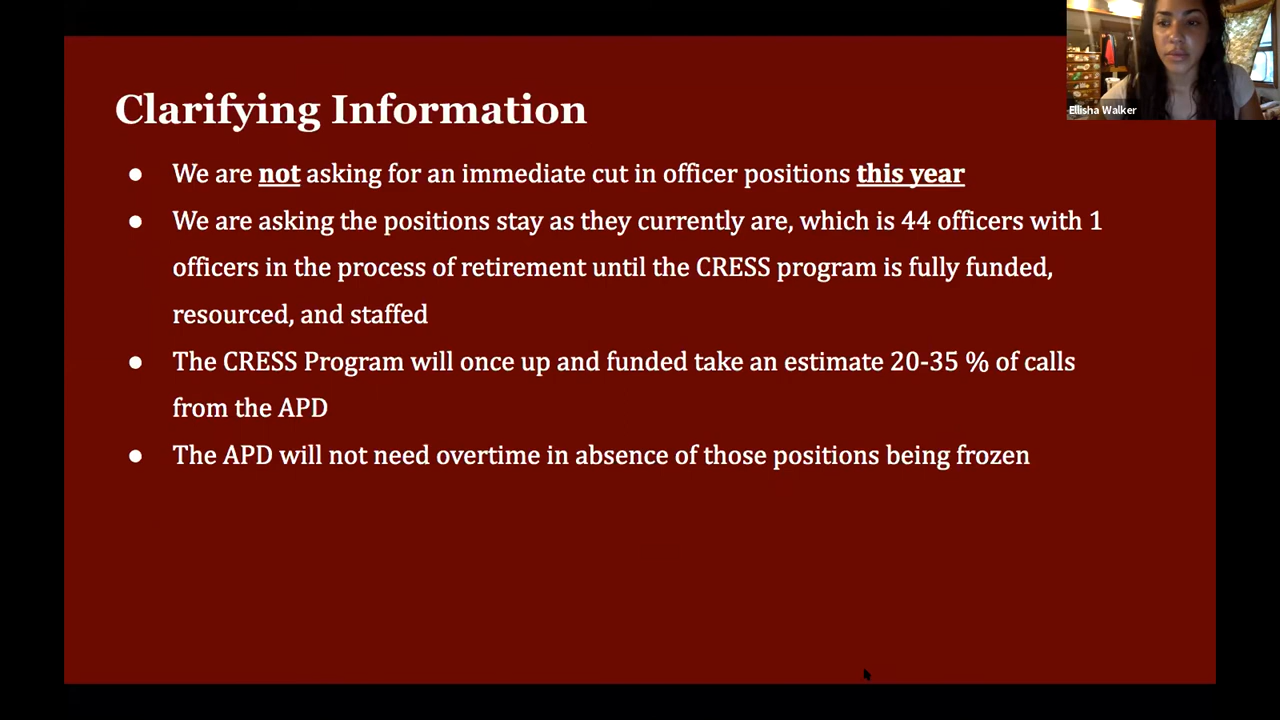 Ellisha Walker
Clarifying Information
● We are not asking for an immediate cut in officer positions this year
● We are asking the positions stay as they currently are, which is 44 officers with 1
officers in the process of retirement until the CRESS program is fully funded,
resourced, and staffed
● The CRESS Program will once up and funded take an estimate 20-35 % of calls
from the APD
● The APD will not need overtime in absence of those positions being frozen